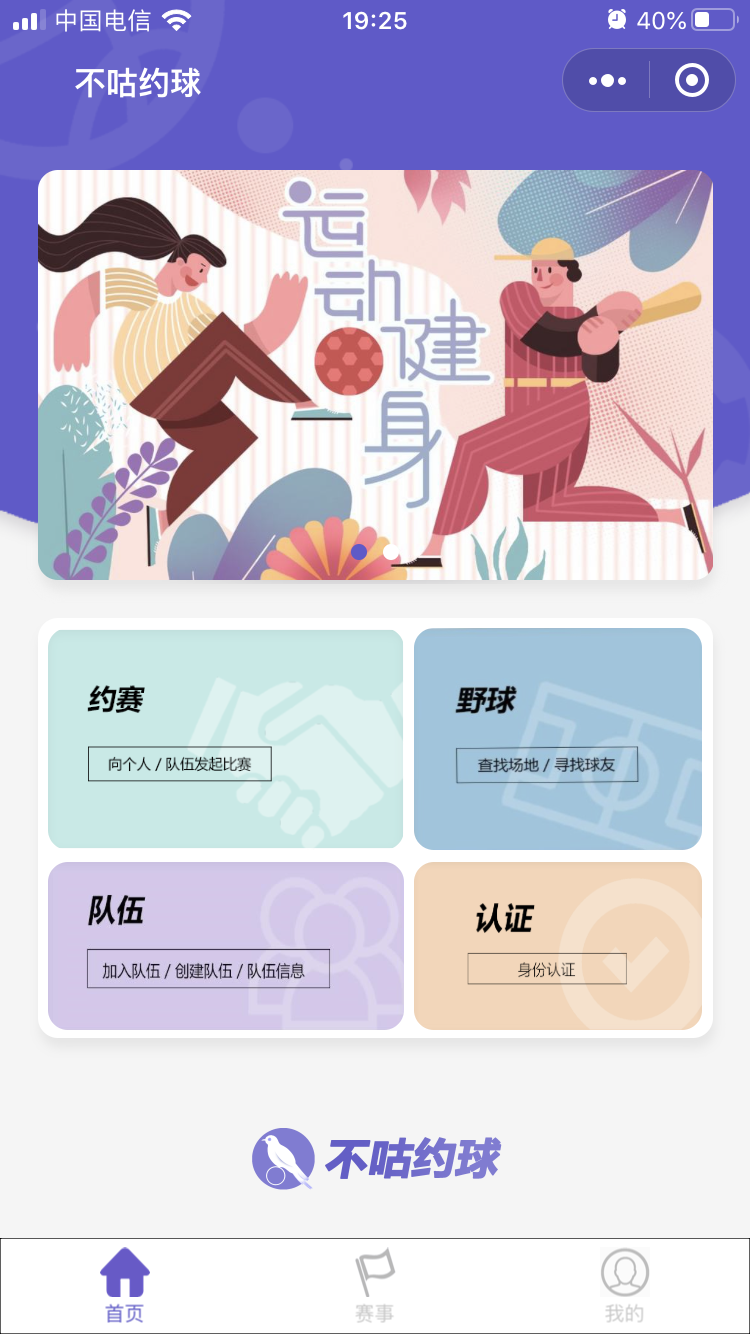 中国电信 19:25 40%
不咕约球
运动健身
约赛
向个人 / 队伍发起比赛
野球
查找场地 / 寻找球友
队伍
加入队伍 / 创建队伍 / 队伍信息
认证
身份认证
不咕约球
首页 赛事 我的